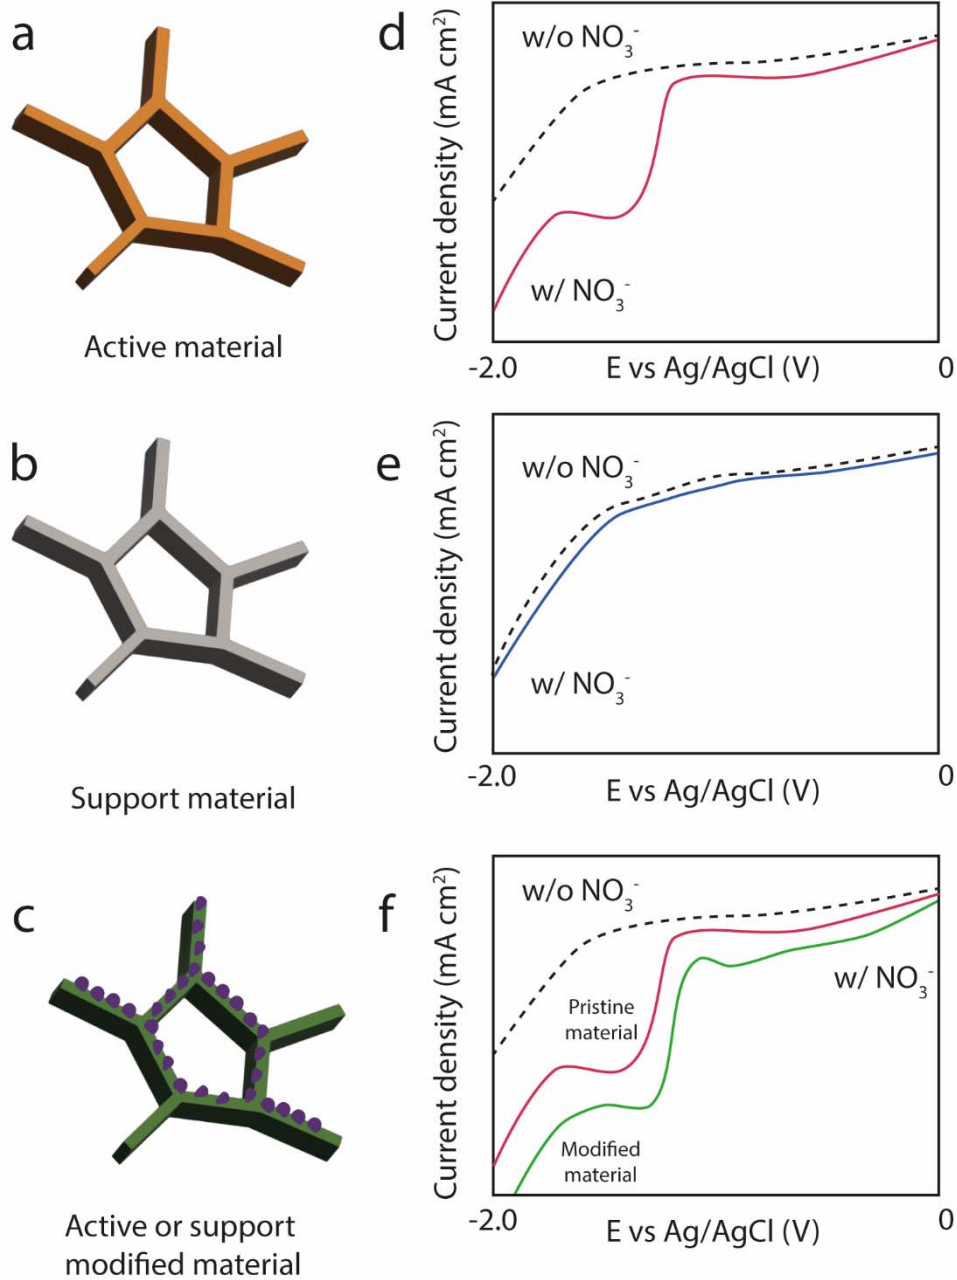 a
Active material
d
w/o NO₃⁻
w/ NO₃⁻
Current density (mA cm²)
-2.0
E vs Ag/AgCl (V)
0
b
Support material
e
w/o NO₃⁻
w/ NO₃⁻
Current density (mA cm²)
-2.0
E vs Ag/AgCl (V)
0
c
Active or support
modified material
f
w/o NO₃⁻
w/ NO₃⁻
Pristine
material
Modified
material
Current density (mA cm²)
-2.0
E vs Ag/AgCl (V)
0